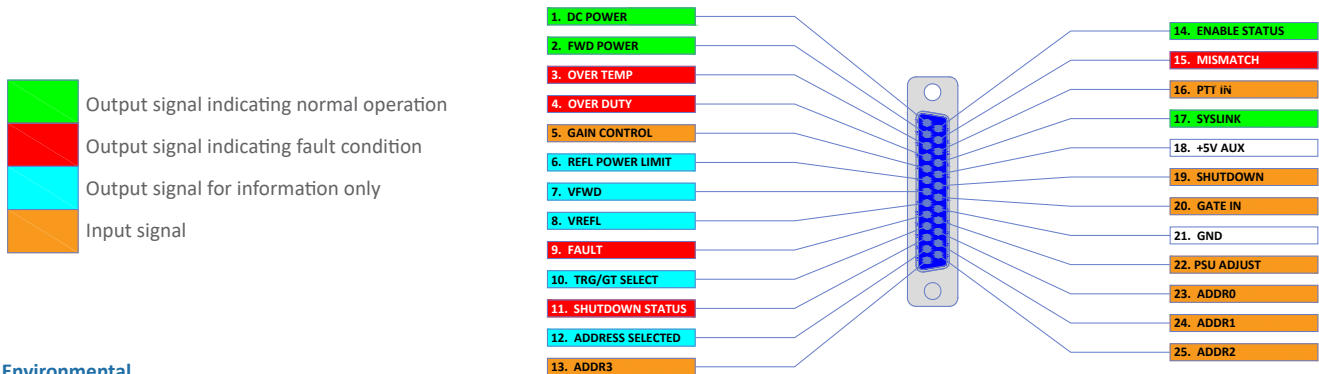 Output signal indicating normal operation
Output signal indicating fault condition
Output signal for information only
Input signal
1. DC POWER
2. FWD POWER
3. OVER TEMP
4. OVER DUTY
5. GAIN CONTROL
6. REFL POWER LIMIT
7. VFWD
8. VREFL
9. FAULT
10. TRG/GT SELECT
11. SHUTDOWN STATUS
12. ADDRESS SELECTED
13. ADDR3
14. ENABLE STATUS
15. MISMATCH
16. PTT IN
17. SYSLINK
18. +5V AUX
19. SHUTDOWN
20. GATE IN
21. GND
22. PSU ADJUST
23. ADDR0
24. ADDR1
25. ADDR2
Environmental